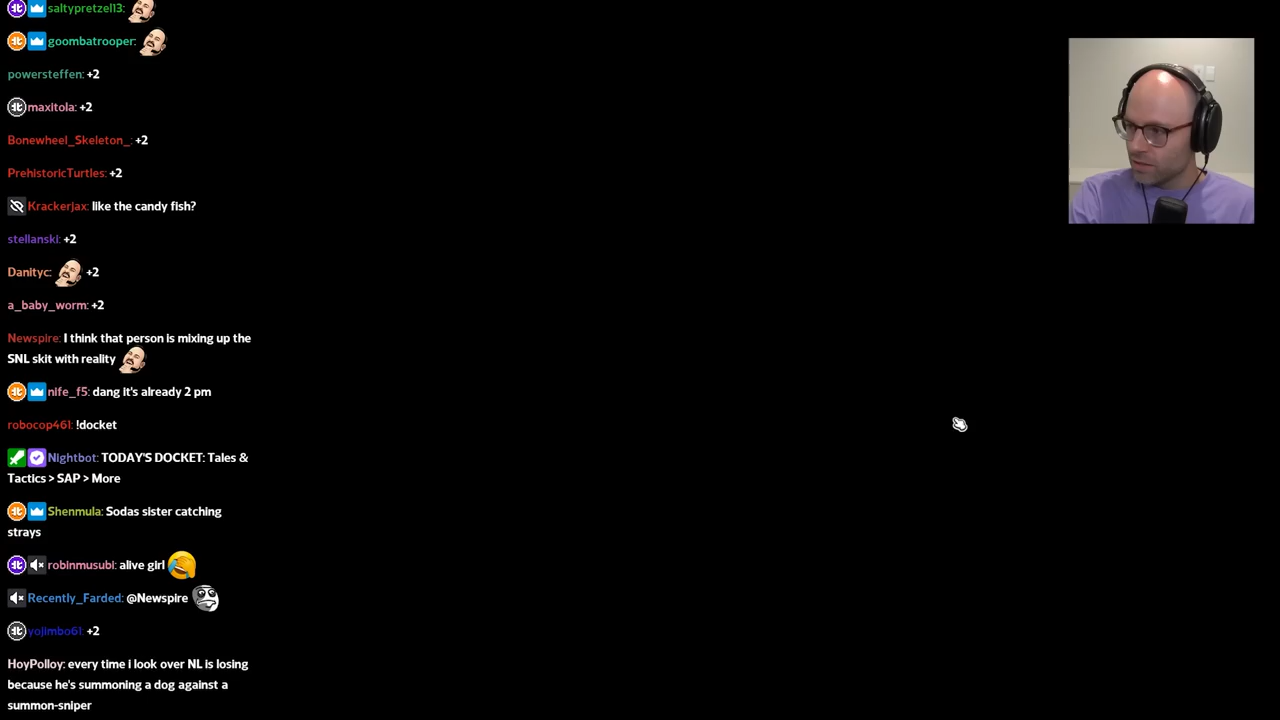 saltypretzel13:
goombatrooper:
powersteffen: +2
maxitola: +2
Bonewheel_Skeleton_: +2
PrehistoricTurtles: +2
Krackerjax: like the candy fish?
stellanski: +2
Danityc: +2
a_baby_worm: +2
Newspire: I think that person is mixing up the
SNL skit with reality
nife_f5: dang it's already 2 pm
robocop461: !docket
Nightbot: TODAY'S DOCKET: Tales &
Tactics > SAP > More
Shenmula: Sodas sister catching
strays
robinmusubi: alive girl
Recently_Farded: @Newspire
yojimbo61: +2
HoyPolloy: every time i look over NL is losing
because he's summoning a dog against a
summon-sniper